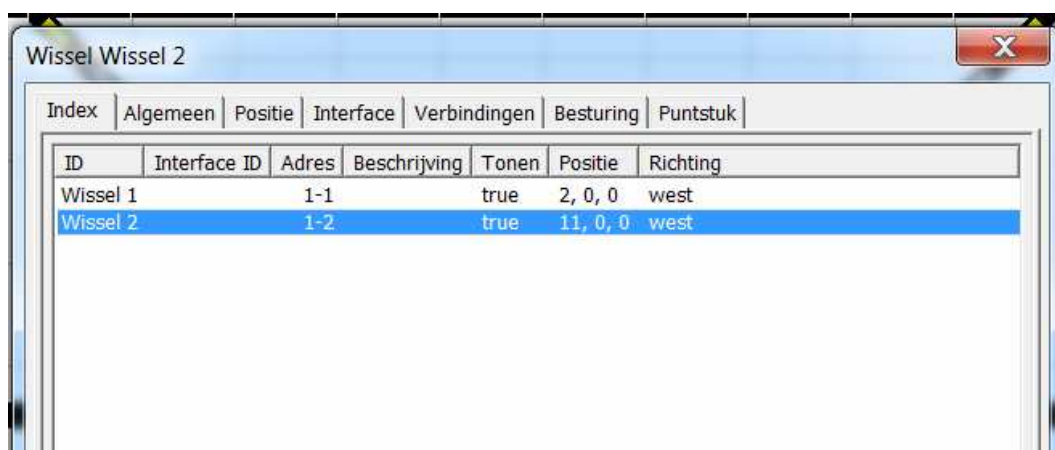 Wissel Wissel 2
Index Algemeen Positie Interface Verbindingen Besturing Puntstuk
ID Interface ID Adres Beschrijving Tonen Positie Richting
Wissel 1 1-1 true 2, 0, 0 west
Wissel 2 1-2 true 11, 0, 0 west